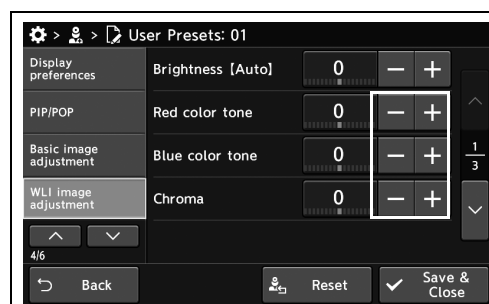 > > User Presets: 01
Display
preferences
Brightness [Auto] 0 − +
PIP/POP
Red color tone 0 − +
Basic image
adjustment
Blue color tone 0 − +
1
3
WLI image
adjustment
Chroma 0 − +
4/6
Back
Reset
Save &
Close